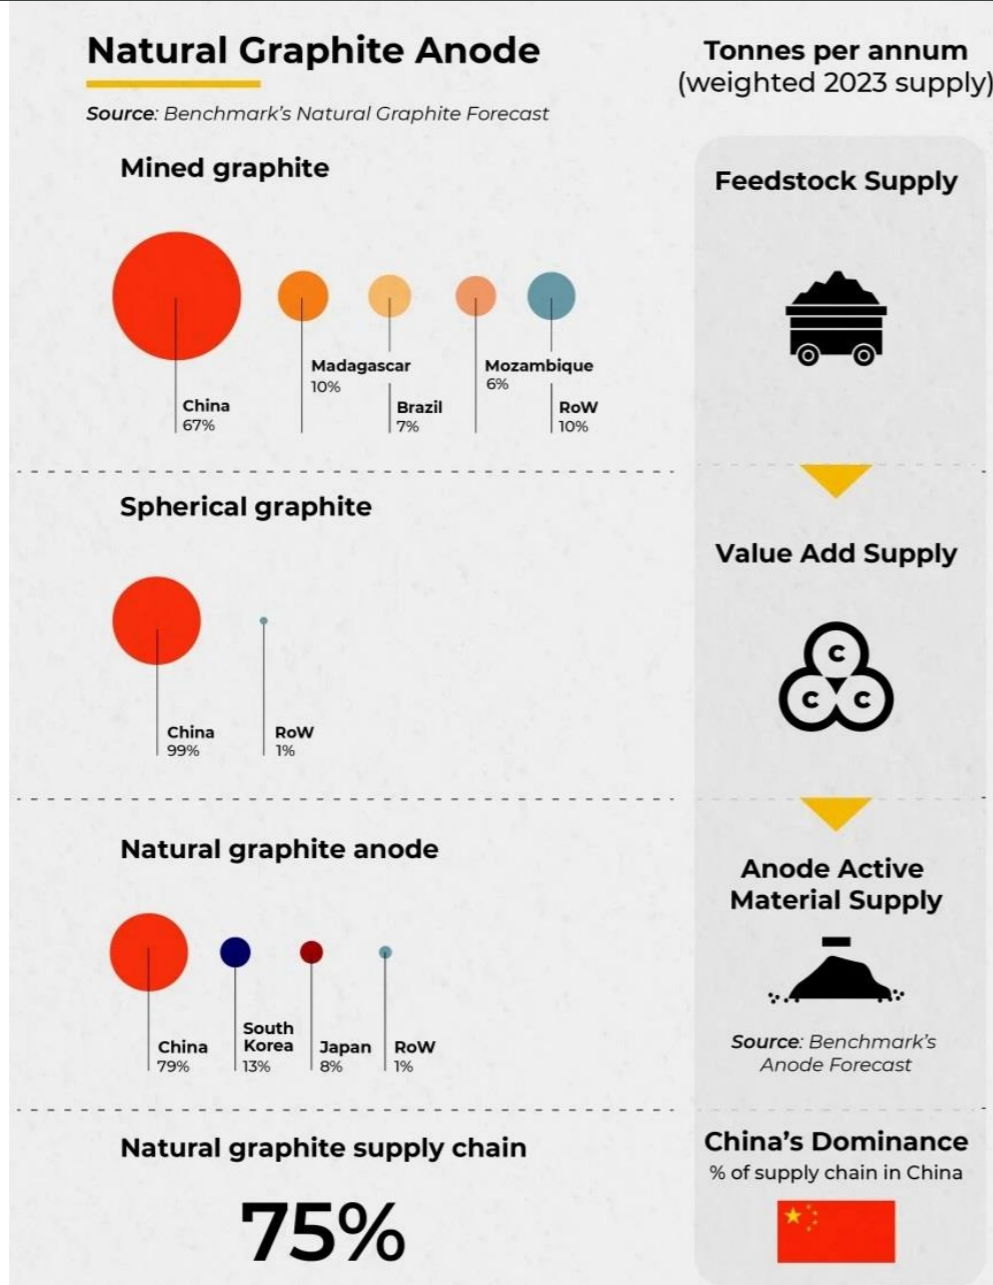 Natural Graphite Anode
Source: Benchmark's Natural Graphite Forecast
Tonnes per annum
(weighted 2023 supply)
Mined graphite
Feedstock Supply
China
67%
Madagascar
10%
Brazil
7%
Mozambique
6%
RoW
10%
Spherical graphite
Value Add Supply
C
C C
China
99%
RoW
1%
Natural graphite anode
Anode Active
Material Supply
China
79%
South
Korea
13%
Japan
8%
RoW
1%
Source: Benchmark's
Anode Forecast
Natural graphite supply chain
75%
China's Dominance
% of supply chain in China